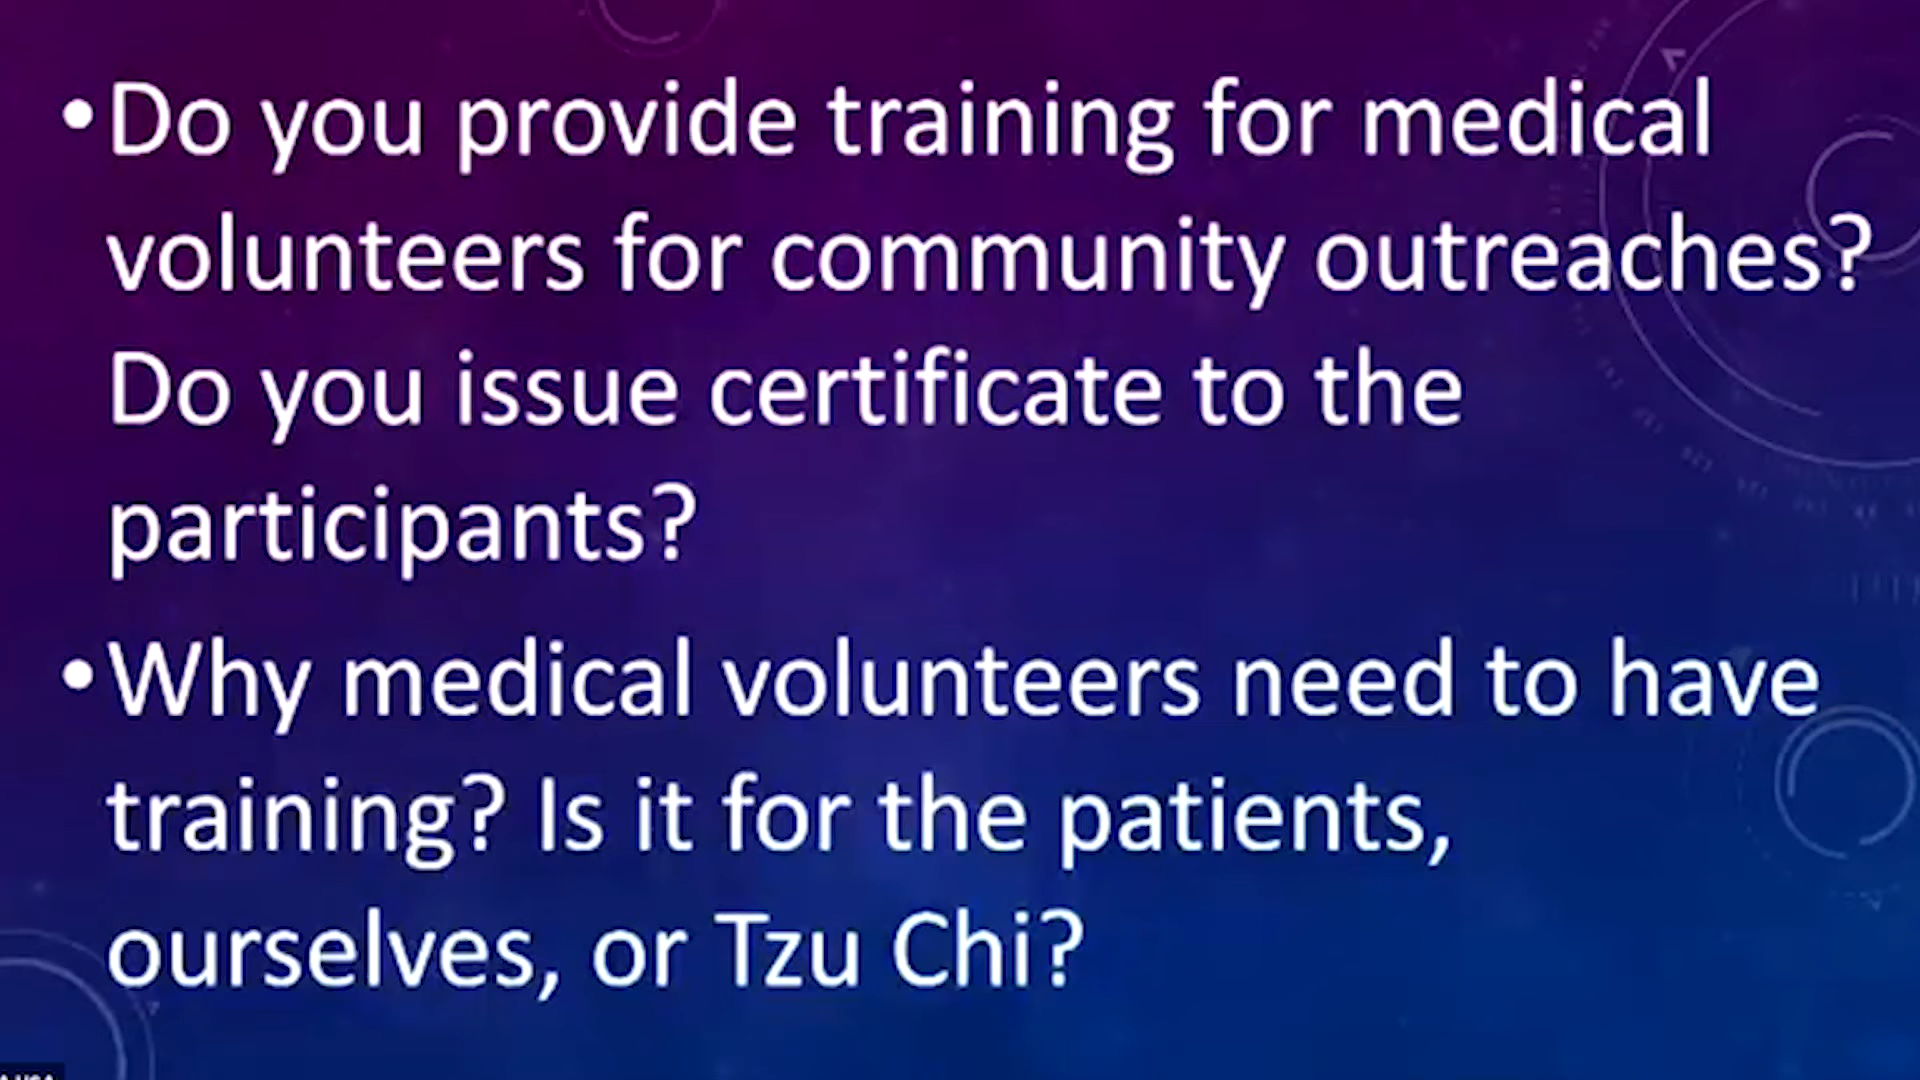 •Do you provide training for medical
volunteers for community outreaches?
Do you issue certificate to the
participants?
•Why medical volunteers need to have
training? Is it for the patients,
ourselves, or Tzu Chi?